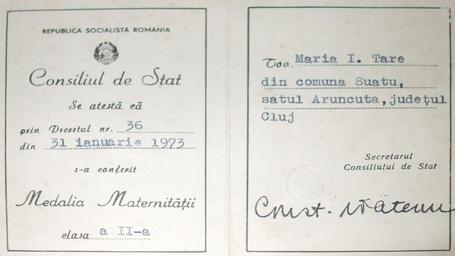 REPUBLICA SOCIALISTĂ ROMÂNIA
Consiliul de Stat
Se atestă că
prin Decretul nr. 36
din 31 ianuarie 1973
s-a conferit
Medalia Maternității
clasa a II-a
Tov. Maria I. Tare
din comuna Suatu,
satul Aruncuta, județul
Cluj
Secretarul
Consiliului de Stat
Const.